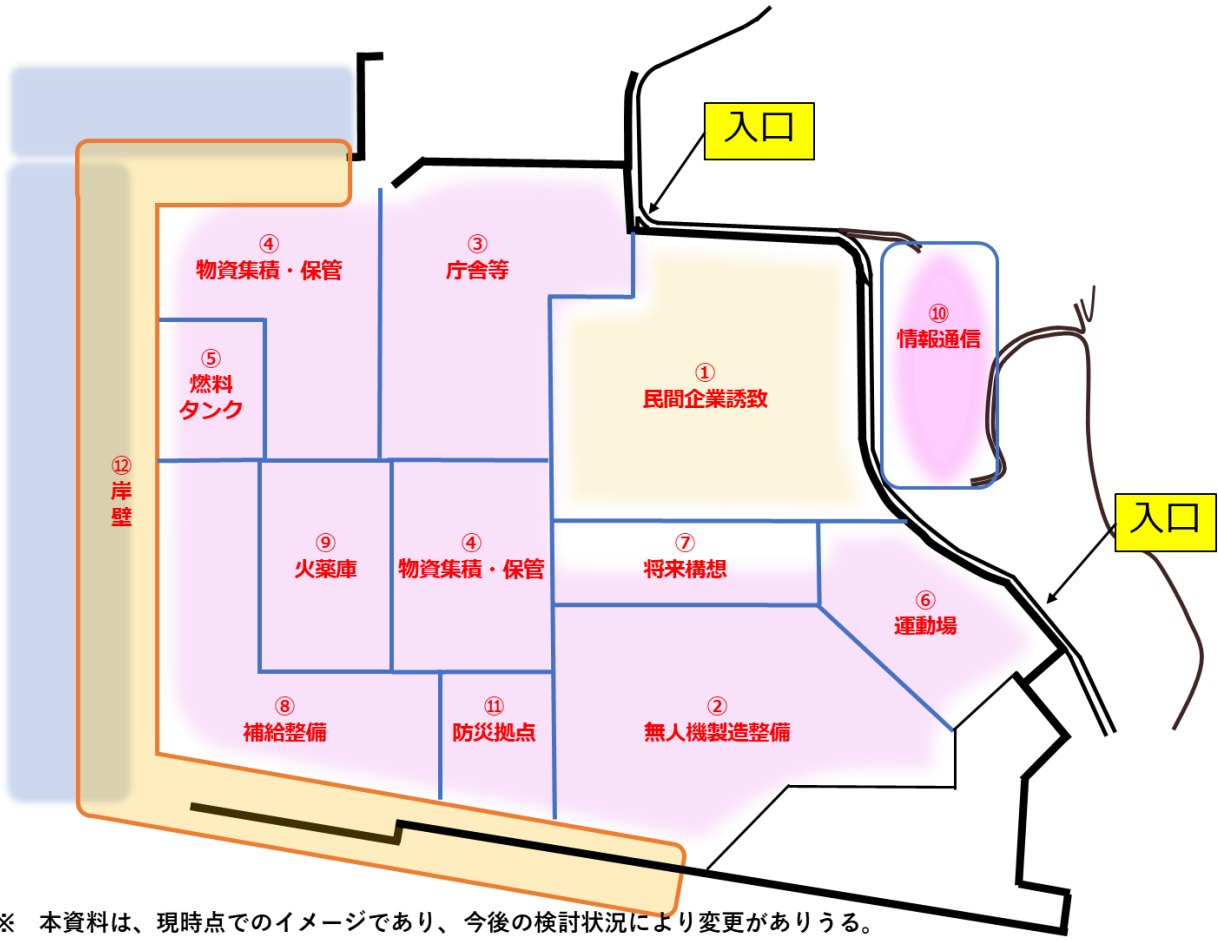 入口
④
物資集積・保管
③
庁舎等
⑩
情報通信
⑤
燃料
タンク
①
民間企業誘致
⑫
岸
壁
入口
⑨
火薬庫
④
物資集積・保管
⑦
将来構想
⑥
運動場
⑧
補給整備
⑪
防災拠点
②
無人機製造整備
※　本資料は、現時点でのイメージであり、今後の検討状況により変更がありうる。